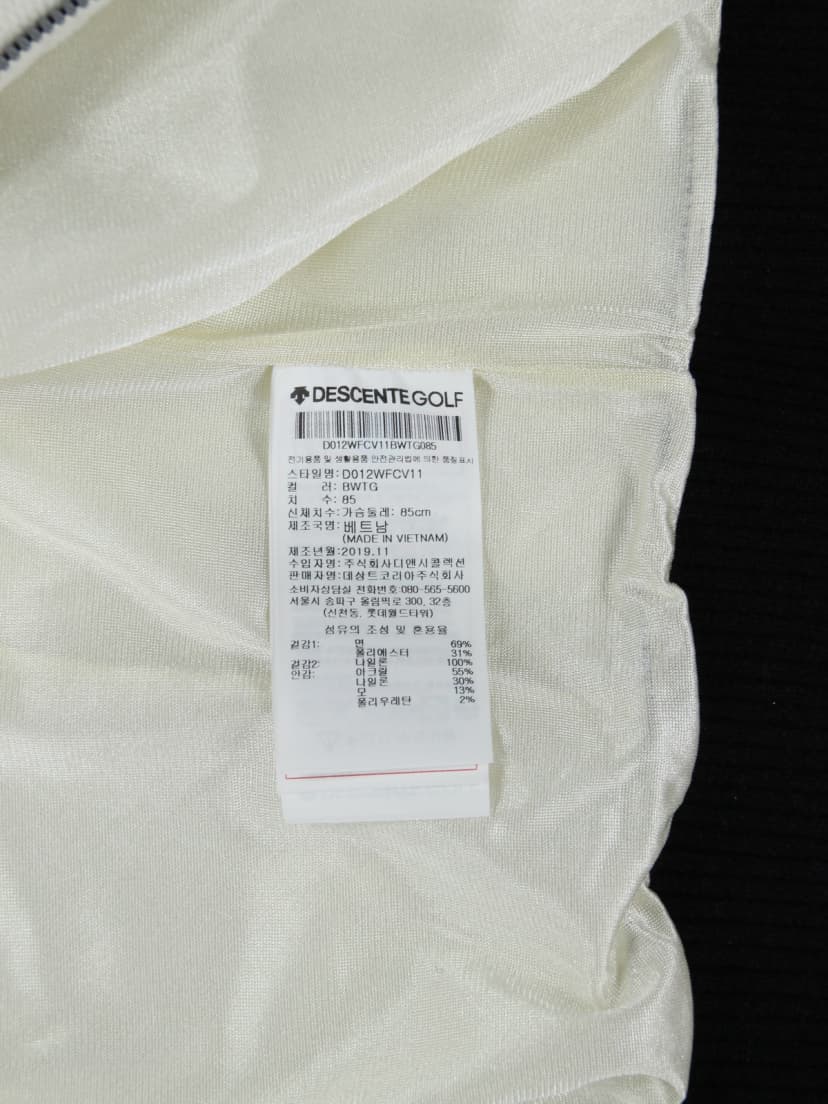 DESCENTE GOLF
D012WFCV11BWTG085
전기용품 및 생활용품 안전관리법에 의한 품질표시
스타일명: D012WFCV11
컬 러: BWTG
치 수: 85
신체치수: 가슴둘레: 85cm
제조국명: 베트남
(MADE IN VIETNAM)
제조년월: 2019.11
수입자명: 주식회사디앤시콜렉션
판매자명: 데상트코리아주식회사
소비자상담실 전화번호: 080-565-5600
서울시 송파구 올림픽로 300, 32층
(신천동, 롯데월드타워)
섬유의 조성 및 혼용율
겉감1: 면 69%
폴리에스터 31%
겉감2: 나일론 100%
안감: 아크릴 55%
나일론 30%
모 13%
폴리우레탄 2%